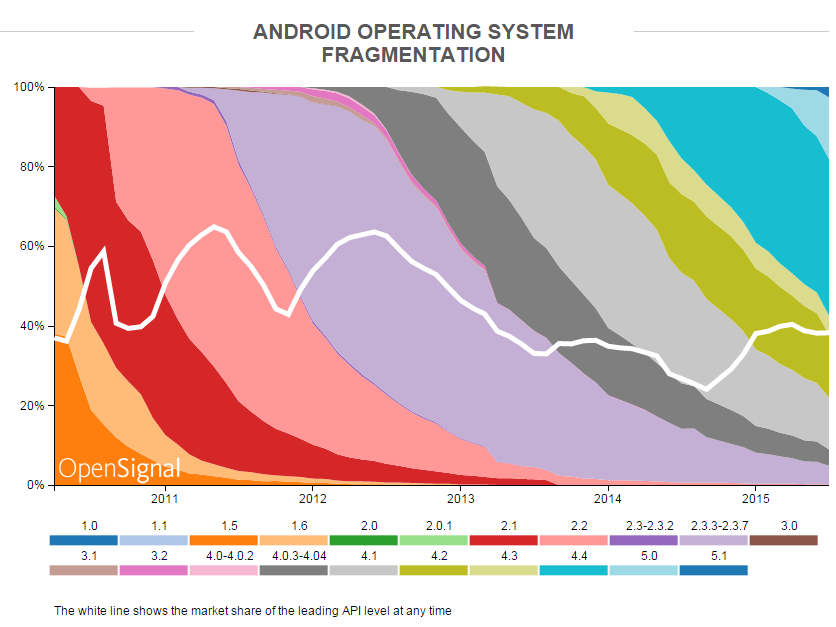 ANDROID OPERATING SYSTEM
FRAGMENTATION
100%
80%
60%
40%
20%
0%
OpenSignal
2011 2012 2013 2014 2015
1.0 1.1 1.5 1.6 2.0 2.0.1 2.1 2.2 2.3-2.3.2 2.3.3-2.3.7 3.0
3.1 3.2 4.0-4.0.2 4.0.3-4.04 4.1 4.2 4.3 4.4 5.0 5.1
The white line shows the market share of the leading API level at any time